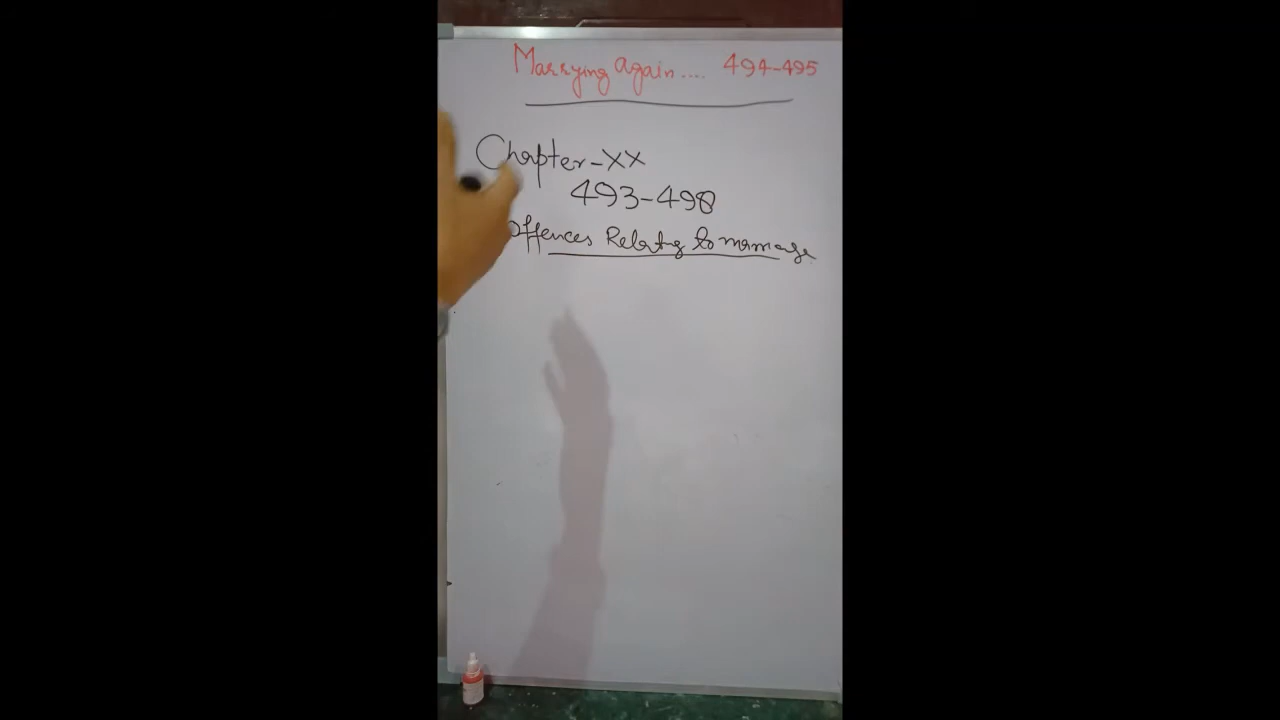 Marrying Again.... 494-495
Chapter-XX
493-498
Offences Relating to marriage